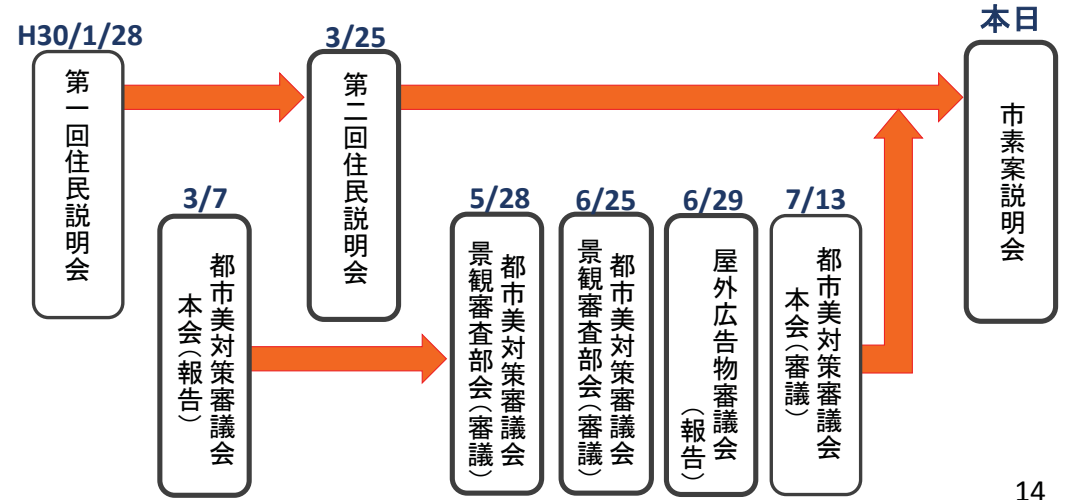 H30/1/28
第一回住民説明会
3/25
第二回住民説明会
本日
市素案説明会
3/7
都市美対策審議会
本会(報告)
5/28
都市美対策審議会
景観審査部会(審議)
6/25
都市美対策審議会
景観審査部会(審議)
6/29
屋外広告物審議会
(報告)
7/13
都市美対策審議会
本会(審議)
14